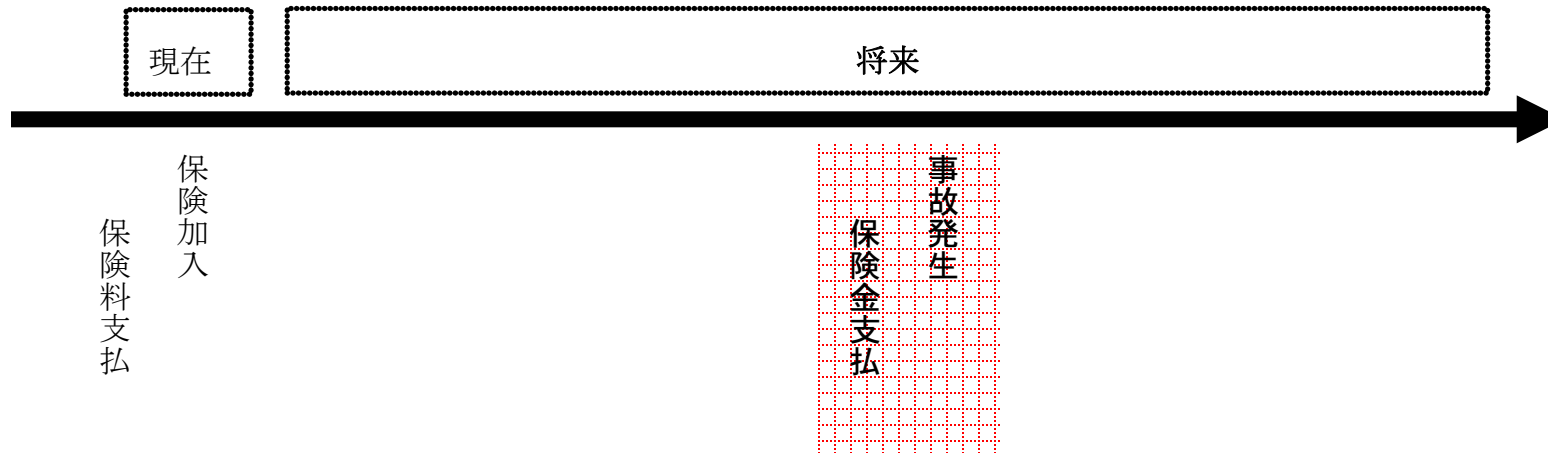 現在
将来
保険加入
保険料支払
事故発生
保険金支払